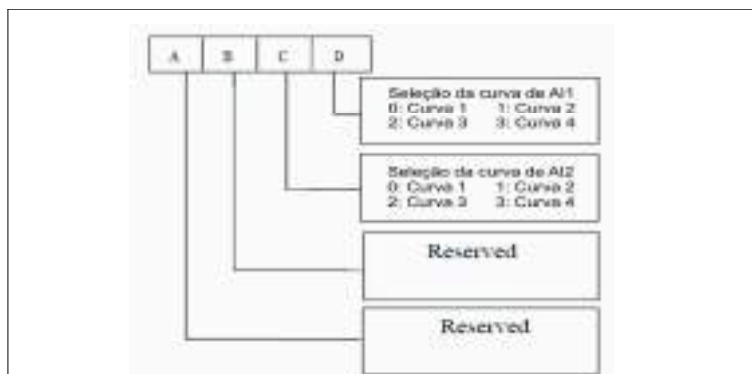 A B C D
Seleção da curva de AI1
0: Curva 1 1: Curva 2
2: Curva 3 3: Curva 4
Seleção da curva de AI2
0: Curva 1 1: Curva 2
2: Curva 3 3: Curva 4
Reserved
Reserved